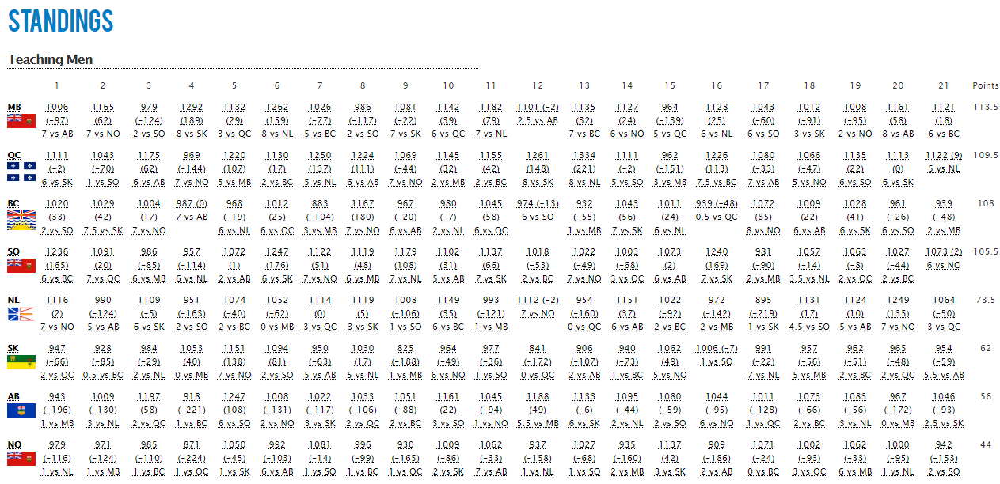 STANDINGS
Teaching Men
1 2 3 4 5 6 7 8 9 10 11 12 13 14 15 16 17 18 19 20 21 Points
MB 1006 1165 979 1292 1132 1262 1026 986 1081 1142 1182 1101 (-2) 1135 1127 964 1128 1043 1012 1008 1161 1121 113.5
(-97) (62) (-124) (189) (29) (159) (-77) (-117) (-22) (39) (79) 2.5 vs AB (32) (24) (-139) (25) (-60) (-91) (-95) (58) (18)
7 vs AB 7 vs NO 2 vs SO 8 vs SK 3 vs QC 8 vs NL 5 vs BC 2 vs SO 7 vs SK 6 vs QC 7 vs NL 7 vs BC 6 vs NO 5 vs QC 6 vs NL 6 vs SO 3 vs SK 2 vs NO 8 vs AB 6 vs BC
QC 1111 1043 1175 969 1220 1130 1250 1224 1069 1145 1155 1261 1334 1111 962 1226 1080 1066 1135 1113 1122 (9) 109.5
(-2) (-70) (62) (-144) (107) (17) (137) (111) (-44) (32) (42) (148) (221) (-2) (-151) (113) (-33) (-47) (22) (0) 5 vs NL
6 vs SK 1 vs SO 6 vs AB 7 vs NO 5 vs MB 2 vs BC 5 vs NL 6 vs AB 7 vs NO 2 vs MB 2 vs BC 8 vs SK 8 vs NL 5 vs SO 3 vs MB 7.5 vs BC 7 vs AB 5 vs NO 6 vs SO 6 vs SK
BC 1020 1029 1004 987 (0) 968 1012 883 1167 967 980 1045 974 (-13) 932 1043 1011 939 (-48) 1072 1009 1028 961 939 108
(33) (42) (17) 7 vs AB (-19) (25) (-104) (180) (-20) (-7) (58) 6 vs SO (-55) (56) (24) 0.5 vs QC (85) (22) (41) (-26) (-48)
2 vs SO 7.5 vs SK 7 vs NO 6 vs NL 6 vs QC 3 vs MB 7 vs NO 6 vs AB 2 vs NL 6 vs QC 1 vs MB 7 vs SK 6 vs NL 8 vs NO 6 vs AB 6 vs SK 6 vs SO 2 vs MB
SO 1236 1091 986 957 1072 1247 1122 1119 1179 1102 1137 1018 1022 1003 1073 1240 981 1057 1063 1027 1073 (2) 105.5
(165) (20) (-85) (-114) (1) (176) (51) (48) (108) (31) (66) (-53) (-49) (-68) (2) (169) (-90) (-14) (-8) (-44) 6 vs NO
6 vs BC 7 vs QC 6 vs MB 6 vs NL 2 vs AB 6 vs SK 7 vs NO 6 vs MB 7 vs NL 5 vs AB 7 vs SK 2 vs BC 7 vs NO 3 vs QC 6 vs AB 7 vs SK 2 vs MB 3.5 vs NL 2 vs QC 2 vs BC
NL 1116 990 1109 951 1074 1052 1114 1119 1008 1149 993 1112 (-2) 954 1151 1022 972 895 1131 1124 1249 1064 73.5
(2) (-124) (-5) (-163) (-40) (-62) (0) (5) (-106) (35) (-121) 7 vs NO (-160) (37) (-92) (-142) (-219) (17) (10) (135) (-50)
7 vs NO 5 vs AB 6 vs SK 2 vs SO 2 vs BC 0 vs MB 3 vs QC 3 vs SK 1 vs SO 6 vs BC 1 vs MB 0 vs QC 6 vs AB 2 vs BC 2 vs MB 1 vs SK 4.5 vs SO 5 vs AB 7 vs NO 3 vs QC
SK 947 928 984 1053 1151 1094 950 1030 825 964 977 841 906 940 1062 1006 (-7) 991 957 962 965 954 62
(-66) (-85) (-29) (40) (138) (81) (-63) (17) (-188) (-49) (-36) (-172) (-107) (-73) (49) 1 vs SO (-22) (-56) (-51) (-48) (-59)
2 vs QC 0.5 vs BC 2 vs NL 0 vs MB 7 vs NO 2 vs SO 5 vs AB 5 vs NL 1 vs MB 6 vs NO 1 vs SO 0 vs QC 2 vs AB 1 vs BC 5 vs NO 7 vs NL 5 vs MB 2 vs BC 2 vs QC 5.5 vs AB
AB 943 1009 1197 918 1247 1008 1022 1033 1051 1161 1045 1188 1133 1095 1080 1044 1011 1073 1083 967 1046 56
(-196) (-130) (58) (-221) (108) (-131) (-117) (-106) (-88) (22) (-94) (49) (-6) (-44) (-59) (-95) (-128) (-66) (-56) (-172) (-93)
1 vs MB 3 vs NL 2 vs QC 1 vs BC 6 vs SO 2 vs NO 3 vs SK 2 vs QC 2 vs BC 3 vs SO 1 vs NO 5.5 vs MB 6 vs SK 2 vs NL 2 vs SO 6 vs NO 1 vs QC 2 vs BC 3 vs NL 0 vs MB 2.5 vs SK
NO 979 971 985 871 1050 992 1081 996 930 1009 1062 937 1027 935 1137 909 1071 1002 1062 1000 942 44
(-116) (-124) (-110) (-224) (-45) (-103) (-14) (-99) (-165) (-86) (-33) (-158) (-68) (-160) (42) (-186) (-24) (-93) (-33) (-95) (-153)
1 vs NL 1 vs MB 1 vs BC 1 vs QC 1 vs SK 6 vs AB 1 vs SO 1 vs BC 1 vs QC 2 vs SK 7 vs AB 1 vs NL 1 vs SO 2 vs MB 3 vs SK 2 vs AB 0 vs BC 3 vs QC 6 vs MB 1 vs NL 2 vs SO